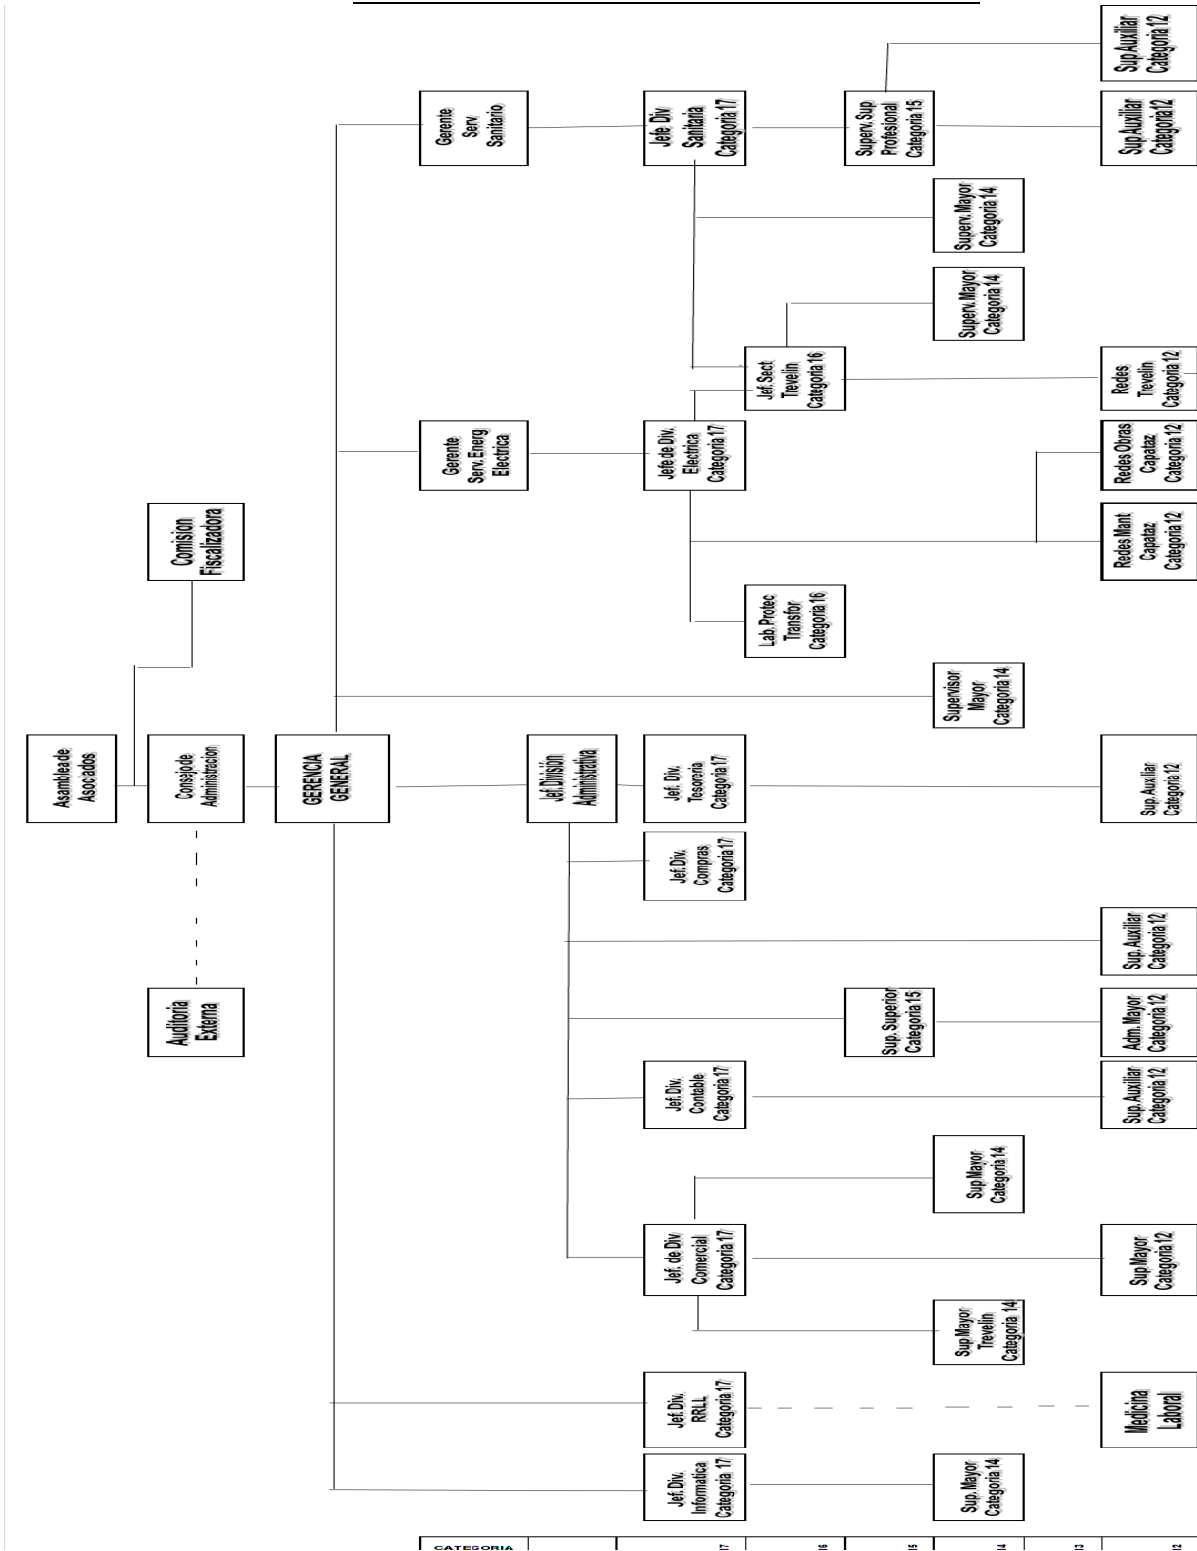 Asamblea de
Asociados
Comision
Fiscalizadora
Consejo de
Administracion
Auditoria
Externa
GERENCIA
GENERAL
Jef. Div.
Informatica
Categoria 17
Sup. Mayor
Categoria 14
Jef. Div.
RRLL
Categoria 17
Medicina
Laboral
Sup Mayor
Trevelin
Categoria 14
Jef. de Div
Comercial
Categoria 17
Sup Mayor
Categoria 12
Sup Mayor
Categoria 14
Jef. Div.
Contable
Categoria 17
Sup. Auxiliar
Categoria 12
Sup. Superior
Categoria 15
Adm. Mayor
Categoria 12
Sup. Auxiliar
Categoria 12
Jef. Div.
Compras
Categoria 17
Jef. División
Administrativa
Jef. Div.
Tesoreria
Categoria 17
Sup. Auxiliar
Categoria 12
Supervisor
Mayor
Categoria 14
Lab. Protec
Transfor
Categoria 16
Redes Mant
Capataz
Categoria 12
Gerente
Serv. Energ
Electrica
Jefe de Div.
Electrica
Categoria 17
Redes Obras
Capataz
Categoria 12
Jef. Sect
Trevelin
Categoria 16
Redes
Trevelin
Categoria 12
Superv. Mayor
Categoria 14
Superv. Mayor
Categoria 14
Gerente
Serv
Sanitario
Jefe Div
Sanitaria
Categoria 17
Superv. Sup
Profesional
Categoria 15
Sup Auxiliar
Categoria12
Sup Auxiliar
Categoria 12
CATEGORIA